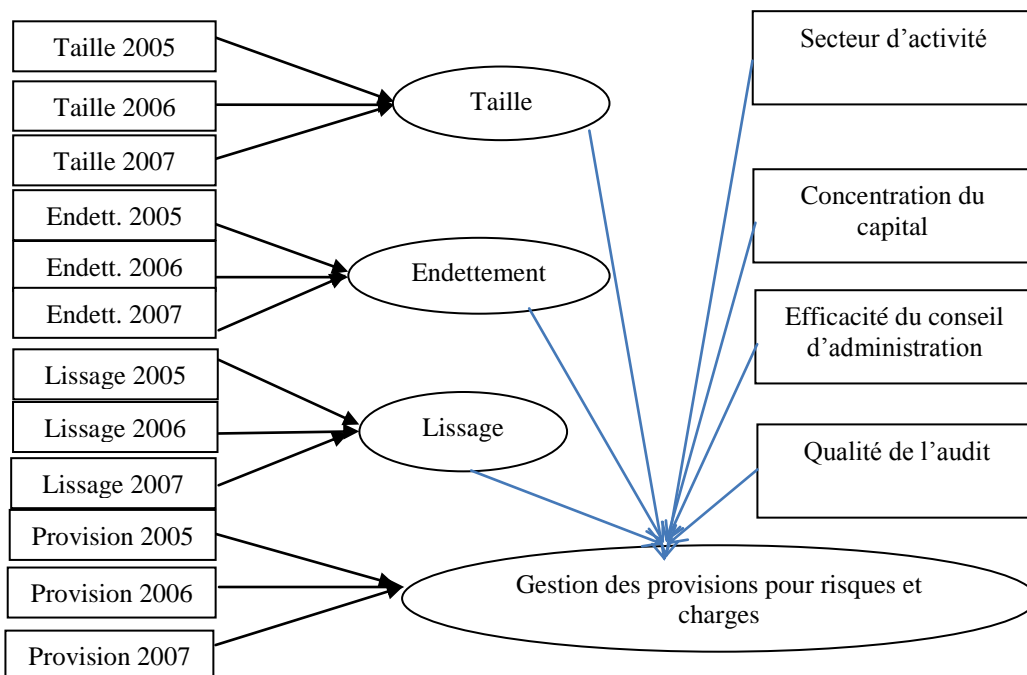 Taille 2005
Taille 2006
Taille 2007
Endett. 2005
Endett. 2006
Endett. 2007
Lissage 2005
Lissage 2006
Lissage 2007
Provision 2005
Provision 2006
Provision 2007
Taille
Endettement
Lissage
Gestion des provisions pour risques et
charges
Secteur d’activité
Concentration du
capital
Efficacité du conseil
d’administration
Qualité de l’audit